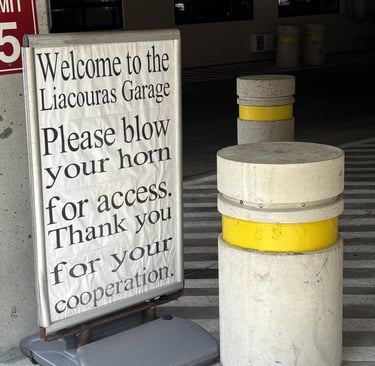 MIT
5
Welcome to the
Liacouras Garage
Please blow
your horn
for access.
Thank you
for your
cooperation.